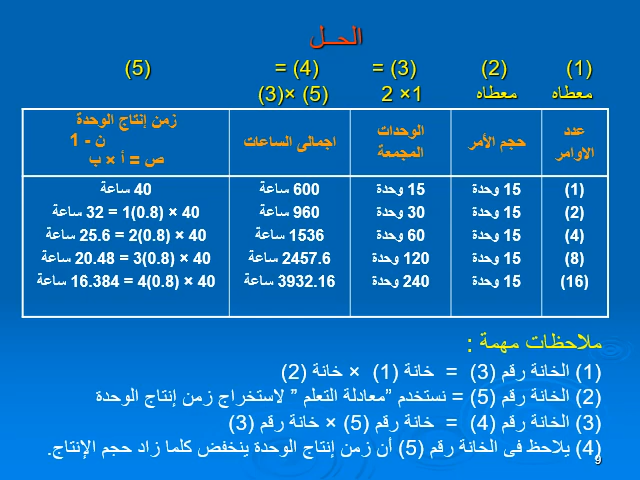 الحــل
(1) (2) (3) = (4) = (5)
معطاه معطاه 1× 2 (5) ×(3)
عدد الاوامر حجم الأمر الوحدات المجمعة اجمالى الساعات زمن إنتاج الوحدة
ن - 1
ص = أ × ب
(1) 15 وحدة 15 وحدة 600 ساعة 40 ساعة
(2) 15 وحدة 30 وحدة 960 ساعة 40 × (0.8)1 = 32 ساعة
(4) 15 وحدة 60 وحدة 1536 ساعة 40 × (0.8)2 = 25.6 ساعة
(8) 15 وحدة 120 وحدة 2457.6 ساعة 40 × (0.8)3 = 20.48 ساعة
(16) 15 وحدة 240 وحدة 3932.16 ساعة 40 × (0.8)4 = 16.384 ساعة
ملاحظات مهمة :
(1) الخانة رقم (3) = خانة (1) × خانة (2)
(2) الخانة رقم (5) = نستخدم "معادلة التعلم " لاستخراج زمن إنتاج الوحدة
(3) الخانة رقم (4) = خانة رقم (5) × خانة رقم (3)
(4) يلاحظ فى الخانة رقم (5) أن زمن إنتاج الوحدة ينخفض كلما زاد حجم الإنتاج.
9